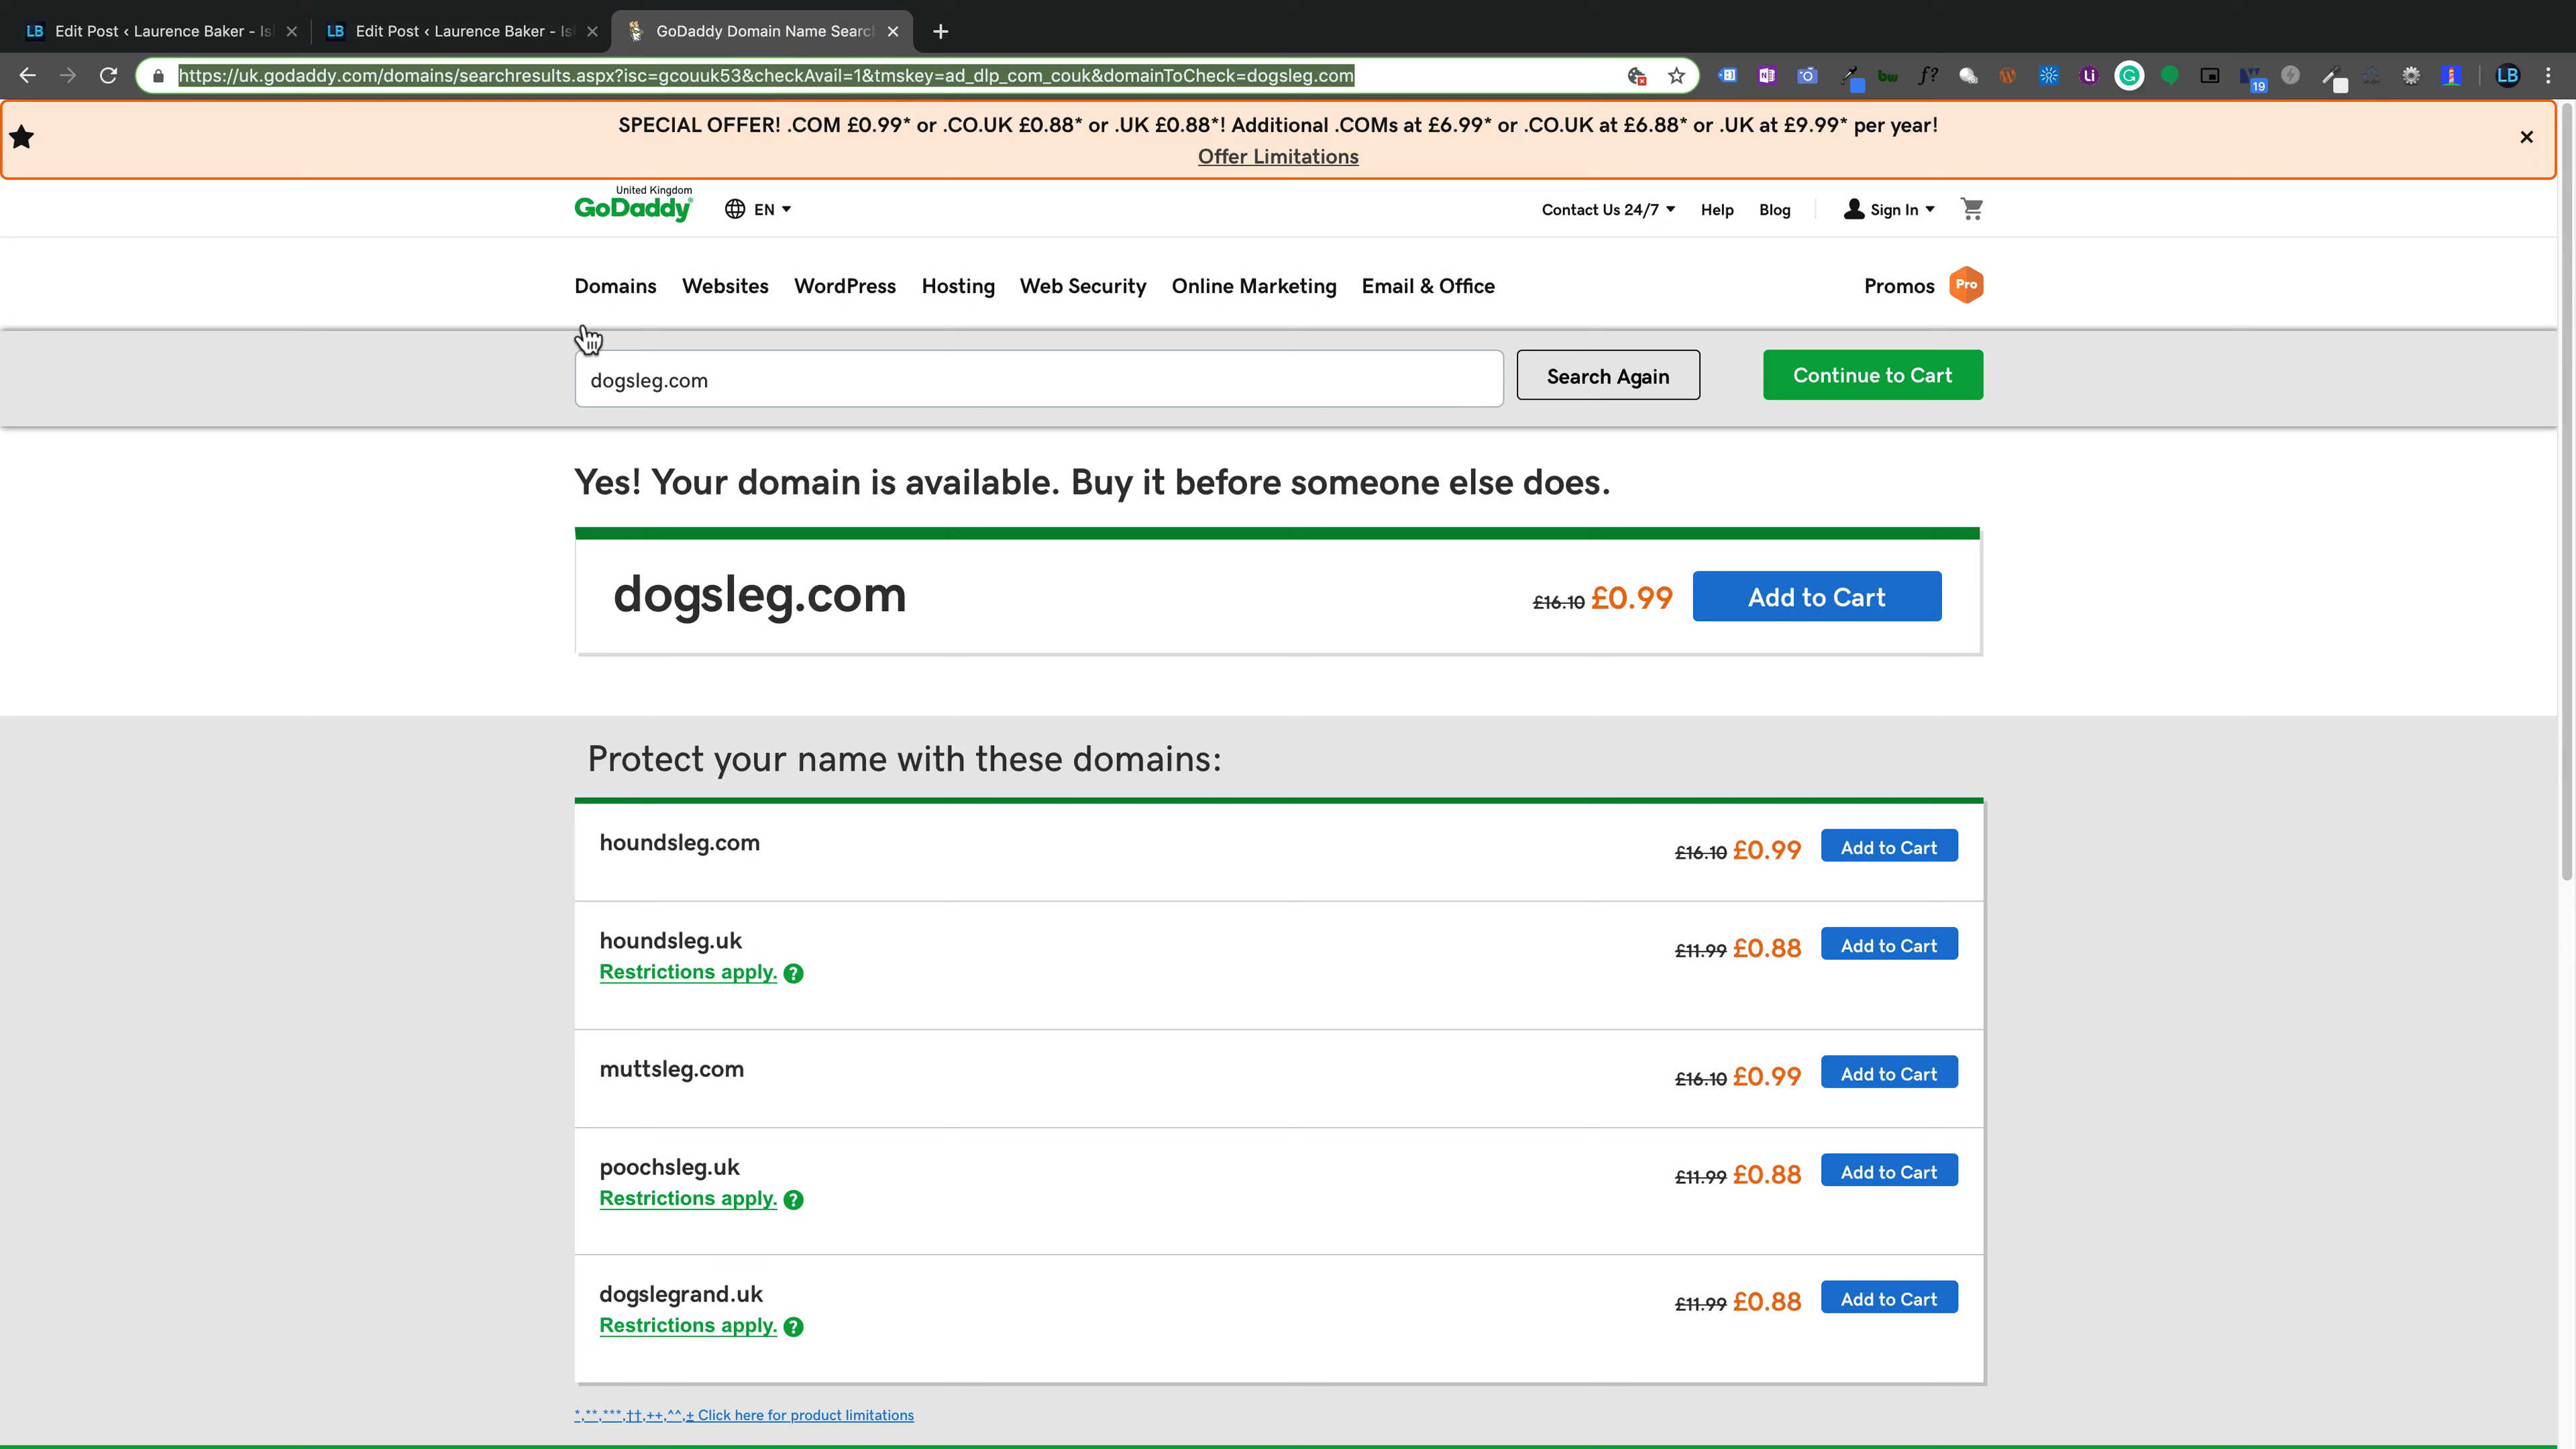 LB Edit Post ‹ Laurence Baker - Isl
LB Edit Post ‹ Laurence Baker - Isl
GoDaddy Domain Name Search
https://uk.godaddy.com/domains/searchresults.aspx?isc=gcouuk53&checkAvail=1&tmskey=ad_dlp_com_couk&domainToCheck=dogsleg.com
bw f? Li 19 LB
SPECIAL OFFER! .COM £0.99* or .CO.UK £0.88* or .UK £0.88*! Additional .COMs at £6.99* or .CO.UK at £6.88* or .UK at £9.99* per year!
Offer Limitations
United Kingdom
GoDaddy EN Contact Us 24/7 Help Blog Sign In
Domains Websites WordPress Hosting Web Security Online Marketing Email & Office Promos Pro
dogsleg.com Search Again Continue to Cart
Yes! Your domain is available. Buy it before someone else does.
dogsleg.com £16.10 £0.99 Add to Cart
Protect your name with these domains:
houndsleg.com £16.10 £0.99 Add to Cart
houndsleg.uk £11.99 £0.88 Add to Cart
Restrictions apply. ?
muttsleg.com £16.10 £0.99 Add to Cart
poochsleg.uk £11.99 £0.88 Add to Cart
Restrictions apply. ?
dogslegrand.uk £11.99 £0.88 Add to Cart
Restrictions apply. ?
*,**,***,††,++,^^,± Click here for product limitations